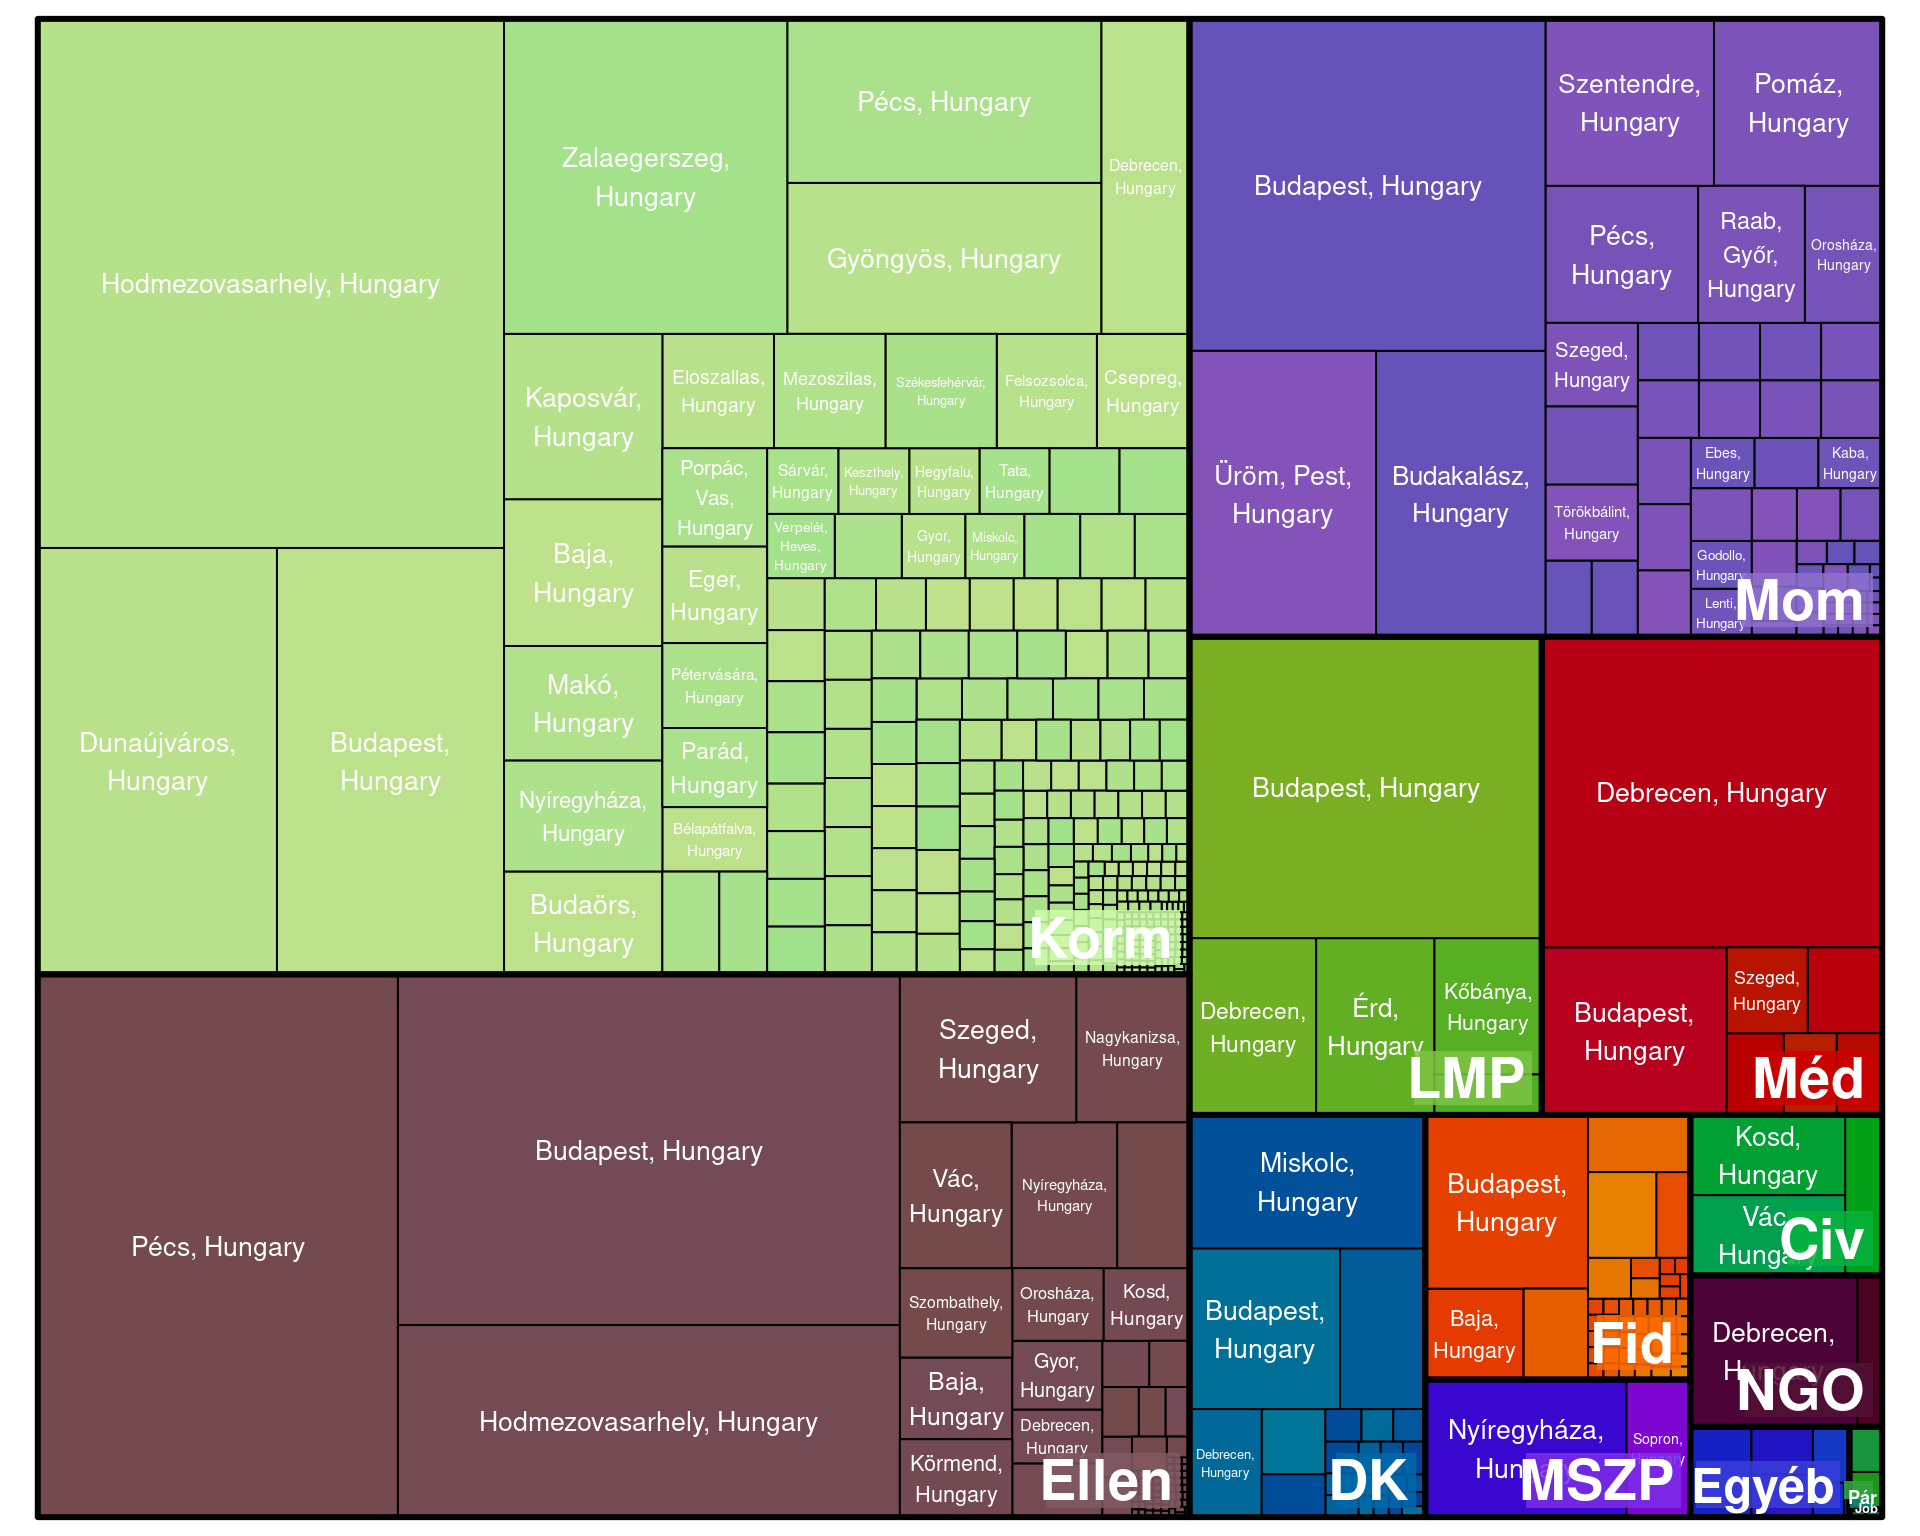 Hodmezovasarhely, Hungary
Dunaújváros,
Hungary
Budapest,
Hungary
Zalaegerszeg,
Hungary
Pécs, Hungary
Gyöngyös, Hungary
Debrecen,
Hungary
Kaposvár,
Hungary
Baja,
Hungary
Makó,
Hungary
Nyíregyháza,
Hungary
Budaörs,
Hungary
Eloszallas,
Hungary
Mezoszilas,
Hungary
Székesfehérvár,
Hungary
Felsozsolca,
Hungary
Csepreg,
Hungary
Porpác,
Vas,
Hungary
Eger,
Hungary
Pétervására,
Hungary
Parád,
Hungary
Bélapátfalva,
Hungary
Sárvár,
Hungary
Keszthely,
Hungary
Hegyfalu,
Hungary
Tata,
Hungary
Verpelét,
Heves,
Hungary
Gyor,
Hungary
Miskolc,
Hungary
Korm
Budapest, Hungary
Üröm, Pest,
Hungary
Budakalász,
Hungary
Szentendre,
Hungary
Pomáz,
Hungary
Pécs,
Hungary
Raab,
Győr,
Hungary
Orosháza,
Hungary
Szeged,
Hungary
Törökbálint,
Hungary
Ebes,
Hungary
Kaba,
Hungary
Godollo,
Hungary
Lenti,
Hungary
Mom
Budapest, Hungary
Debrecen,
Hungary
Érd,
Hungary
Kőbánya,
Hungary
LMP
Debrecen, Hungary
Budapest,
Hungary
Szeged,
Hungary
Méd
Pécs, Hungary
Budapest, Hungary
Hodmezovasarhely, Hungary
Szeged,
Hungary
Nagykanizsa,
Hungary
Vác,
Hungary
Nyíregyháza,
Hungary
Szombathely,
Hungary
Orosháza,
Hungary
Kosd,
Hungary
Baja,
Hungary
Gyor,
Hungary
Debrecen,
Hungary
Körmend,
Hungary
Ellen
Miskolc,
Hungary
Budapest,
Hungary
Debrecen,
Hungary
DK
Budapest,
Hungary
Baja,
Hungary
Fid
Nyíregyháza,
Hungary
Sopron,
Hungary
MSZP
Kosd,
Hungary
Vác,
Hungary
Civ
Debrecen,
Hungary
NGO
Egyéb
Pár
Job